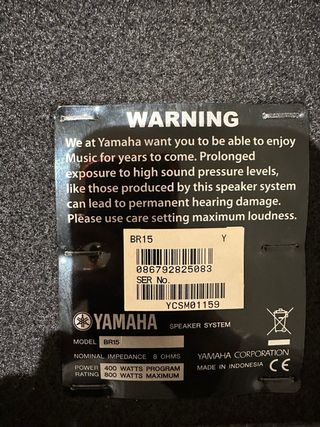 WARNING
We at Yamaha want you to be able to enjoy
Music for years to come. Prolonged
exposure to high sound pressure levels,
like those produced by this speaker system
can lead to permanent hearing damage.
Please use care setting maximum loudness.
BR15 Y
086792825083
SER No.
YCSM01159
YAMAHA SPEAKER SYSTEM
MODEL BR15
NOMINAL IMPEDANCE 8 OHMS
POWER RATING 400 WATTS PROGRAM
800 WATTS MAXIMUM
YAMAHA CORPORATION
MADE IN INDONESIA CE